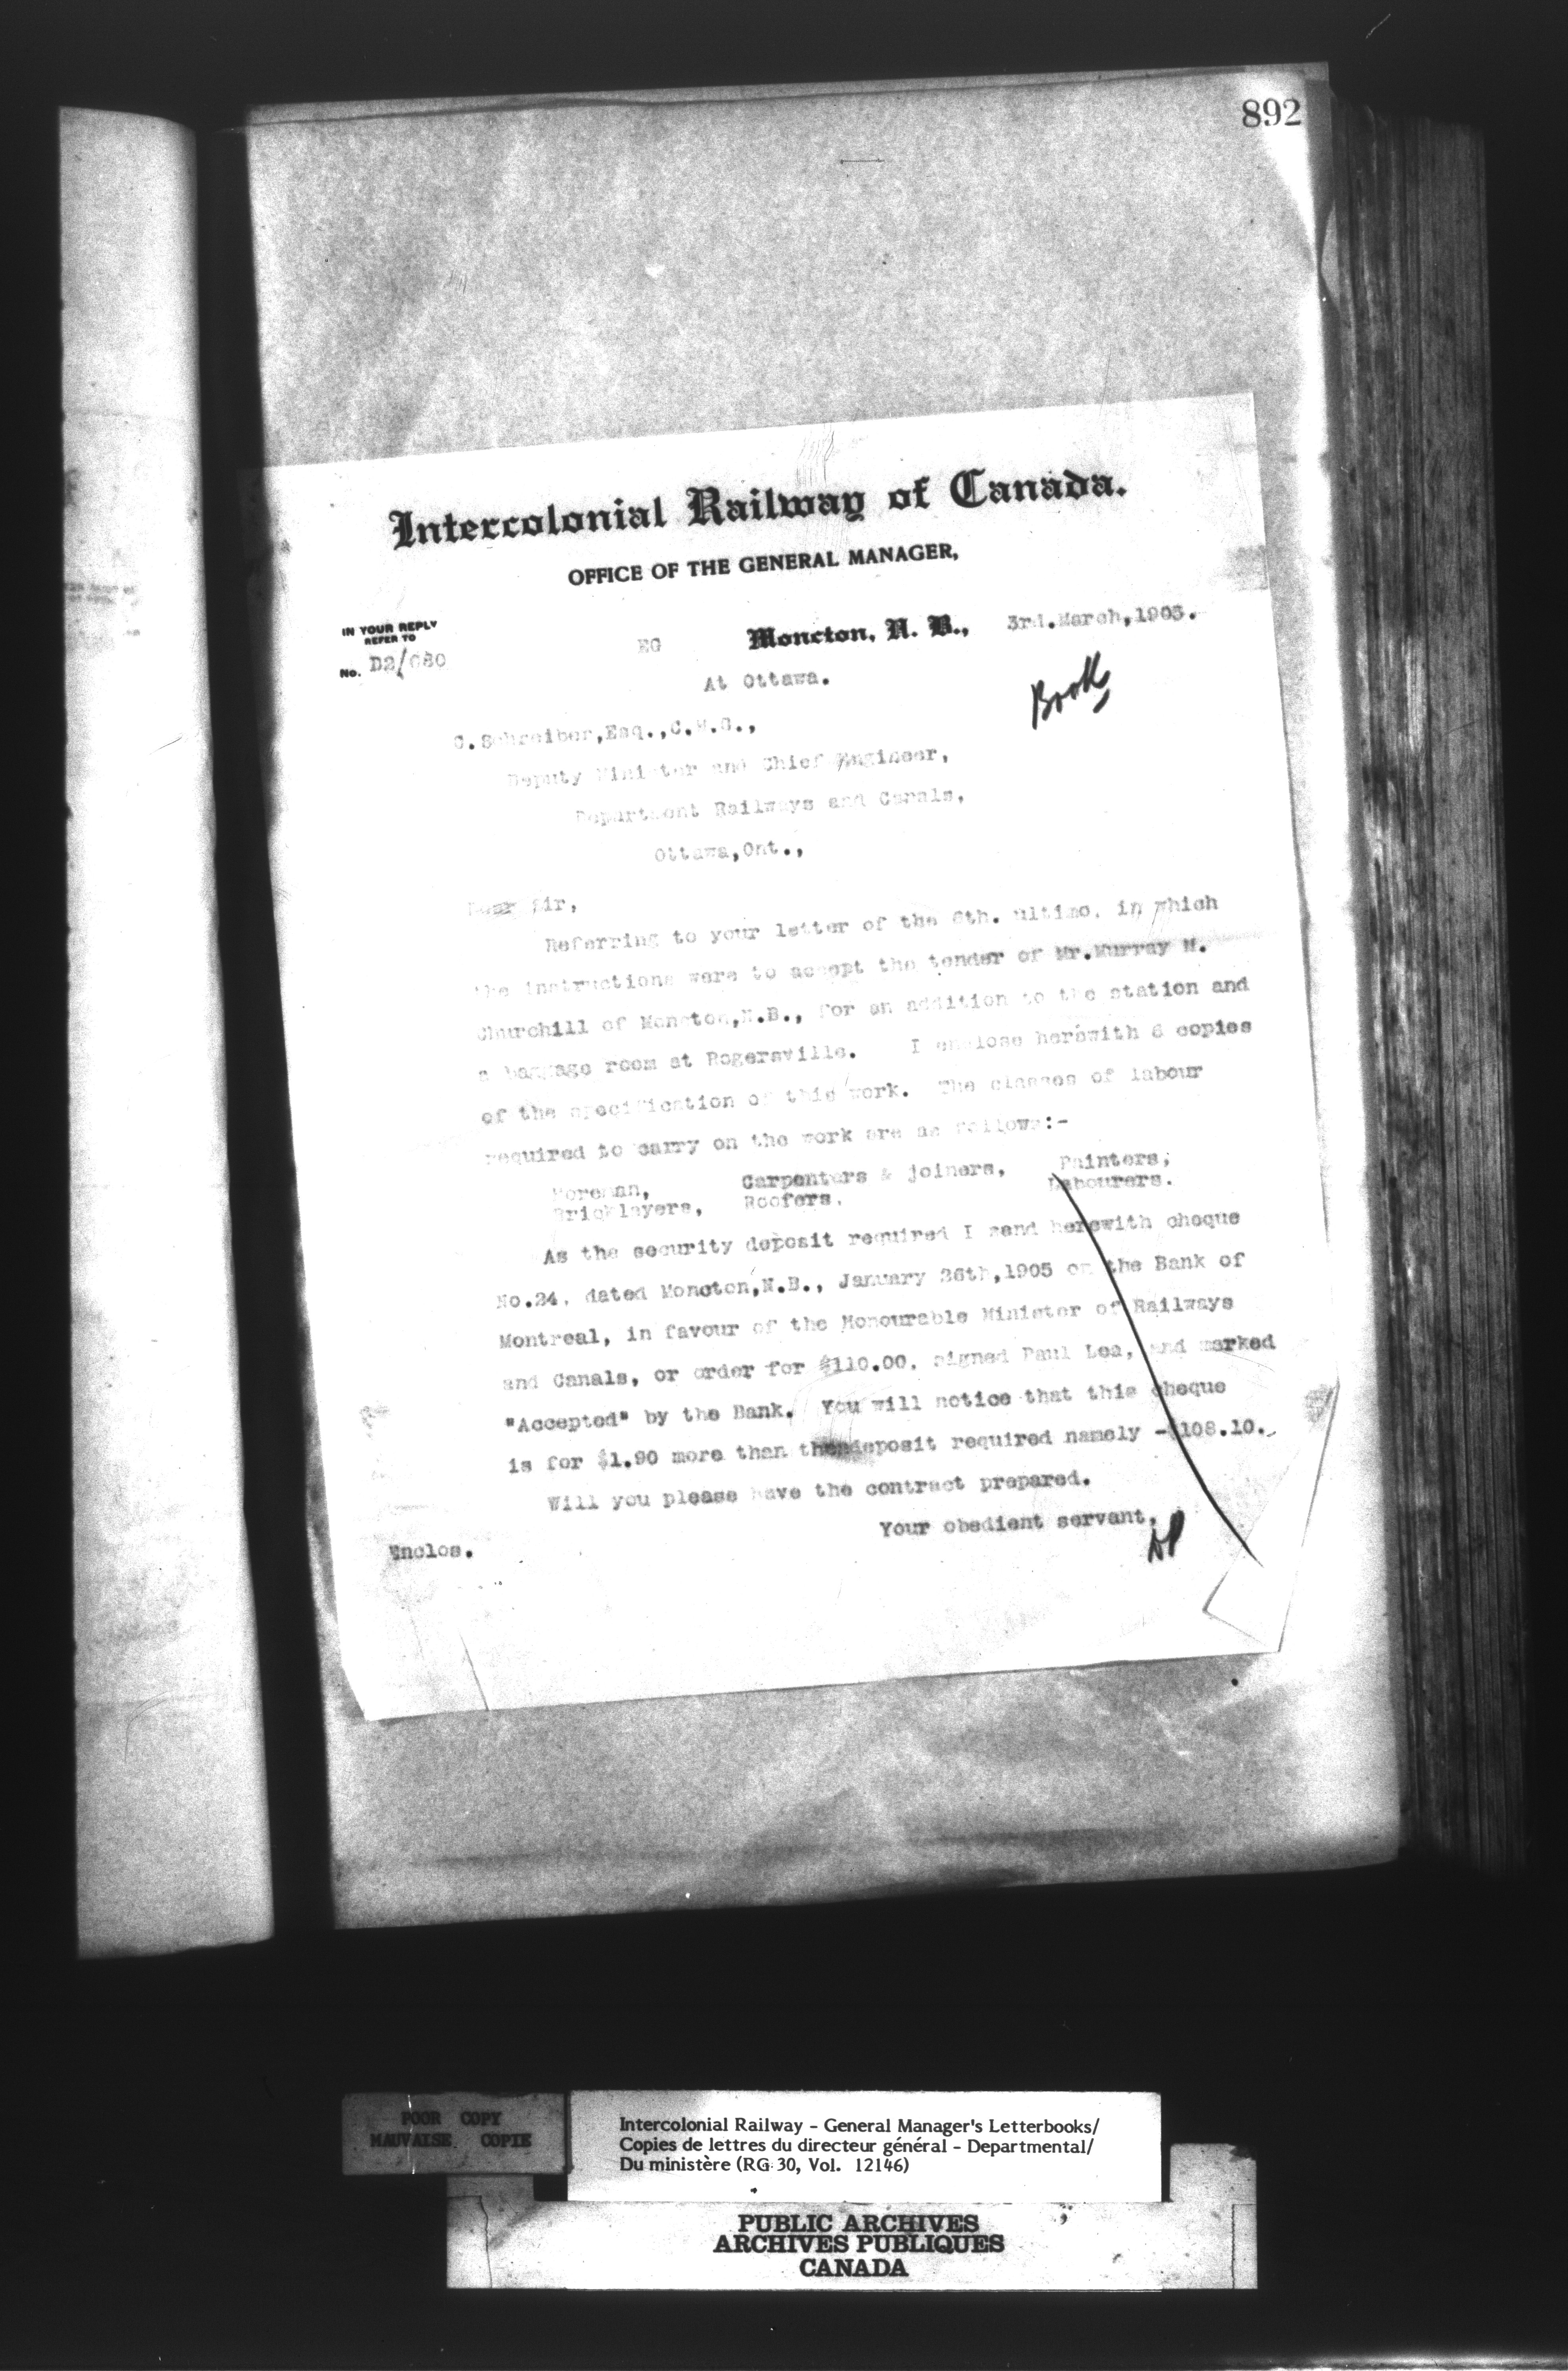 892
Intercolonial Railway of Canada.
OFFICE OF THE GENERAL MANAGER,
IN YOUR REPLY
REFER TO
No. D2/680
EG
Moncton, N. B., 3rd.March,1905.
At Ottawa.
Book
C.Schreiber,Esq.,C.M.G.,
Deputy Minister and Chief Engineer,
Department Railways and Canals,
Ottawa,Ont.,
Dear Sir,
Referring to your letter of the 6th. ultimo, in which
the instructions were to accept the tender of Mr.Murray M.
Churchill of Moncton,N.B., for an addition to the station and
a baggage room at Rogersville. I enclose herewith 6 copies
of the specification of this work. The classes of labour
required to carry on the work are as follows:-
Foreman, Carpenters & joiners, Painters,
Bricklayers, Roofers, Labourers.
As the security deposit required I send herewith cheque
No.24, dated Moncton,N.B., January 26th,1905 on the Bank of
Montreal, in favour of the Honourable Minister of Railways
and Canals, or order for $110.00, signed Paul Lea, and marked
"Accepted" by the Bank. You will notice that this cheque
is for $1.90 more than the deposit required namely -$108.10.
Will you please have the contract prepared.
Your obedient servant,
Enclos.
POOR COPY
MAUVAISE COPIE
Intercolonial Railway - General Manager's Letterbooks/
Copies de lettres du directeur général - Departmental/
Du ministère (RG 30, Vol. 12146)
PUBLIC ARCHIVES
ARCHIVES PUBLIQUES
CANADA